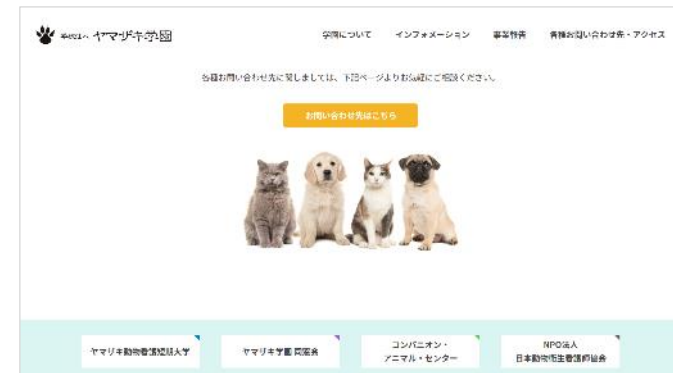 学校法人 ヤマザキ学園
学園について
インフォメーション
事業報告
各種お問い合わせ先・アクセス
各種お問い合わせ先に関しましては、下記ページよりお気軽にご相談ください。
お問い合わせ先はこちら
ヤマザキ動物看護短期大学
ヤマザキ学園 同窓会
コンパニオン・
アニマル・センター
NPO法人
日本動物衛生看護師協会